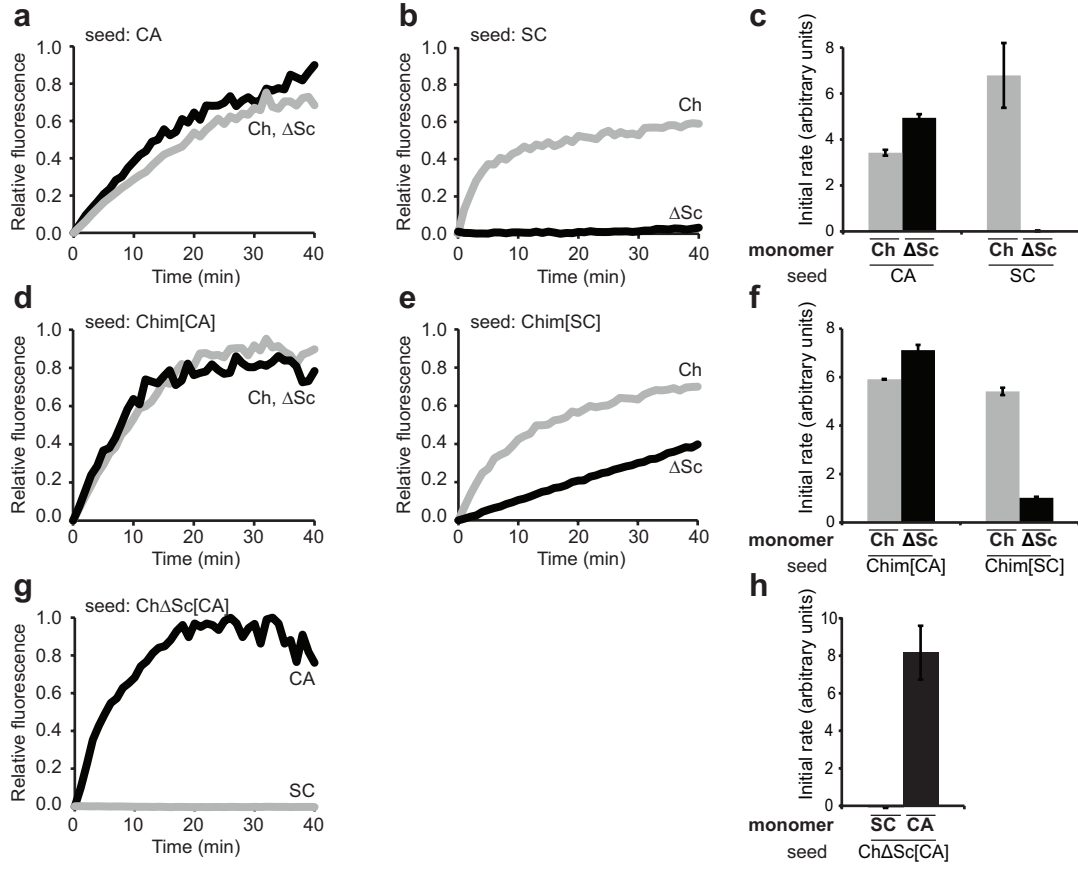 a
seed: CA
Relative fluorescence
1.0
0.8
0.6
0.4
0.2
0.0
Ch, ΔSc
0 10 20 30 40
Time (min)
b
seed: SC
Relative fluorescence
1.0
0.8
0.6
0.4
0.2
0.0
Ch
ΔSc
0 10 20 30 40
Time (min)
c
Initial rate (arbitrary units)
8
6
4
2
0
monomer Ch ΔSc Ch ΔSc
seed CA SC
d
seed: Chim[CA]
Relative fluorescence
1.0
0.8
0.6
0.4
0.2
0.0
Ch, ΔSc
0 10 20 30 40
Time (min)
e
seed: Chim[SC]
Relative fluorescence
1.0
0.8
0.6
0.4
0.2
0.0
Ch
ΔSc
0 10 20 30 40
Time (min)
f
Initial rate (arbitrary units)
8
6
4
2
0
monomer Ch ΔSc Ch ΔSc
seed Chim[CA] Chim[SC]
g
seed: ChΔSc[CA]
Relative fluorescence
1.0
0.8
0.6
0.4
0.2
0.0
CA
SC
0 10 20 30 40
Time (min)
h
Initial rate (arbitrary units)
10
8
6
4
2
0
monomer SC CA
seed ChΔSc[CA]